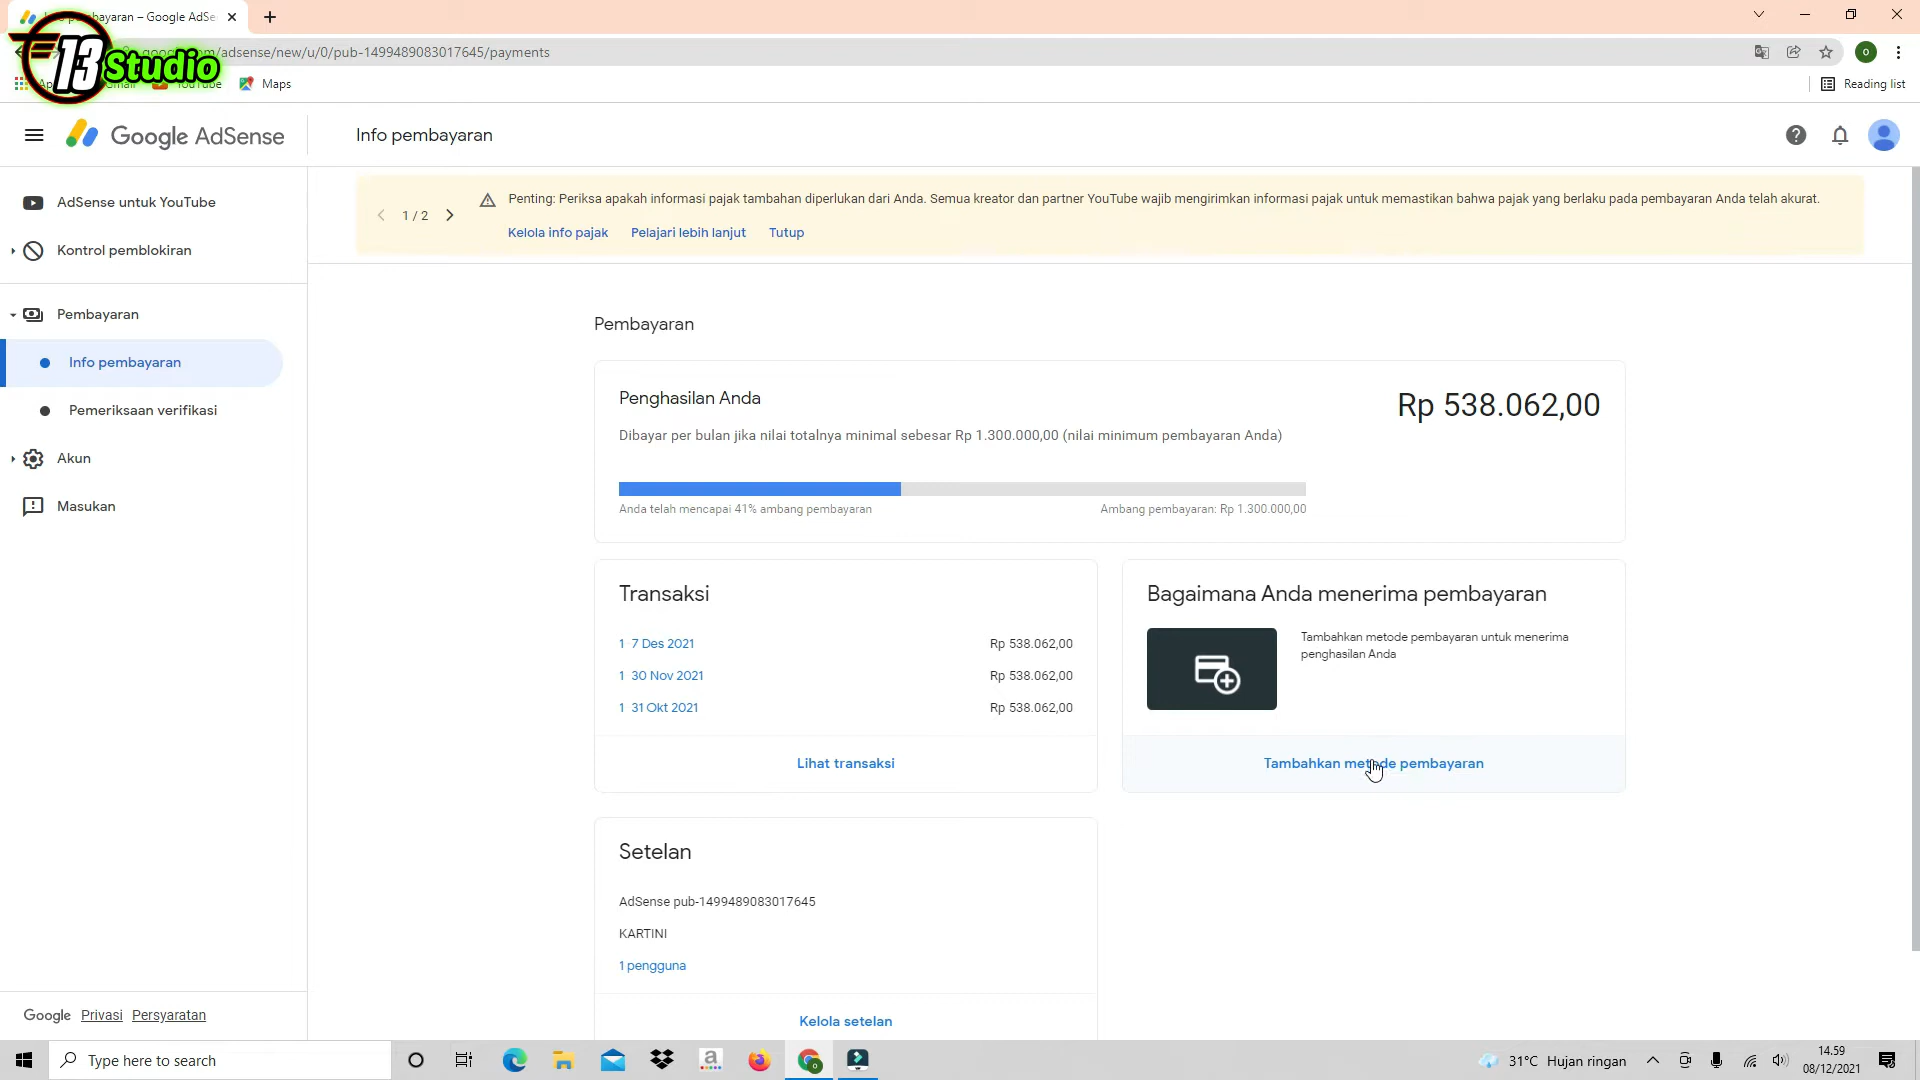 Info pembayaran – Google AdSe
13 Studio
google.com/adsense/new/u/0/pub-1499489083017645/payments
o
YouTube
Maps
Reading list
Google AdSense
Info pembayaran
AdSense untuk YouTube
Kontrol pemblokiran
Pembayaran
Info pembayaran
Pemeriksaan verifikasi
Akun
Masukan
1 / 2
Penting: Periksa apakah informasi pajak tambahan diperlukan dari Anda. Semua kreator dan partner YouTube wajib mengirimkan informasi pajak untuk memastikan bahwa pajak yang berlaku pada pembayaran Anda telah akurat.
Kelola info pajak Pelajari lebih lanjut Tutup
Pembayaran
Penghasilan Anda
Rp 538.062,00
Dibayar per bulan jika nilai totalnya minimal sebesar Rp 1.300.000,00 (nilai minimum pembayaran Anda)
Anda telah mencapai 41% ambang pembayaran
Ambang pembayaran: Rp 1.300.000,00
Transaksi
1 7 Des 2021 Rp 538.062,00
1 30 Nov 2021 Rp 538.062,00
1 31 Okt 2021 Rp 538.062,00
Lihat transaksi
Bagaimana Anda menerima pembayaran
Tambahkan metode pembayaran untuk menerima
penghasilan Anda
Tambahkan metode pembayaran
Setelan
AdSense pub-1499489083017645
KARTINI
1 pengguna
Kelola setelan
Google Privasi Persyaratan
Type here to search
a
31°C Hujan ringan
14.59
08/12/2021